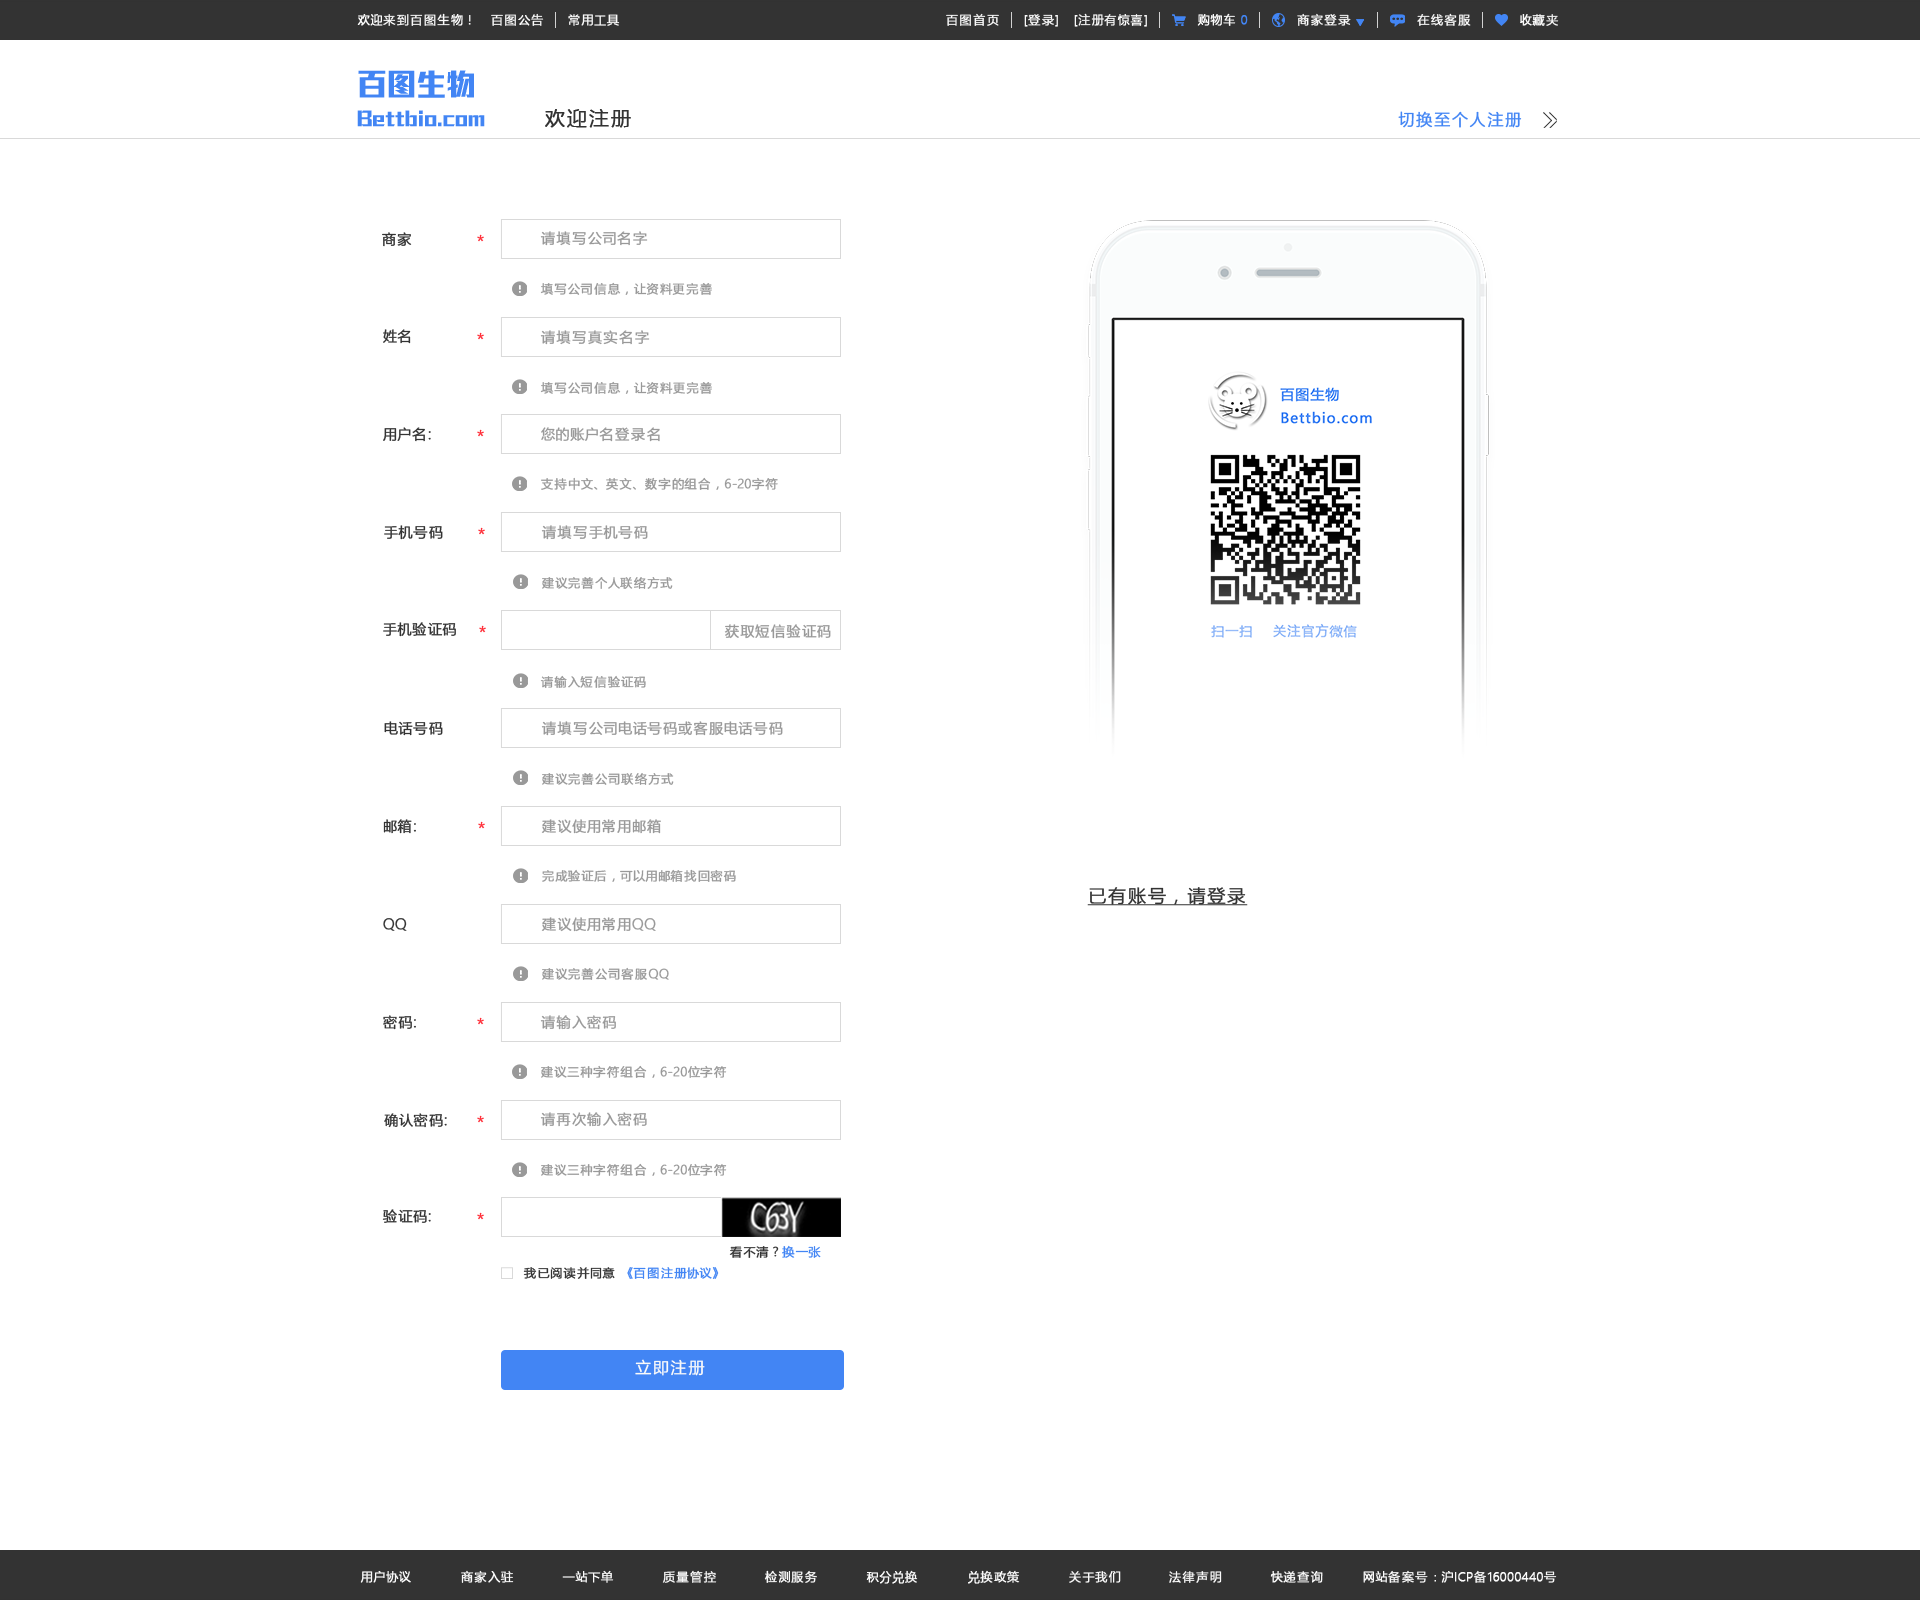 欢迎来到百图生物！ 百图公告 常用工具 百图首页 [登录] [注册有惊喜] 购物车 0 商家登录 在线客服 收藏夹
百图生物
Bettbio.com
欢迎注册
切换至个人注册
商家 * 请填写公司名字
填写公司信息，让资料更完善
姓名 * 请填写真实名字
填写公司信息，让资料更完善
百图生物
Bettbio.com
用户名: * 您的账户名登录名
支持中文、英文、数字的组合，6-20字符
手机号码 * 请填写手机号码
建议完善个人联络方式
手机验证码 * 获取短信验证码
扫一扫 关注官方微信
请输入短信验证码
电话号码 请填写公司电话号码或客服电话号码
建议完善公司联络方式
邮箱: * 建议使用常用邮箱
完成验证后，可以用邮箱找回密码
已有账号，请登录
QQ 建议使用常用QQ
建议完善公司客服QQ
密码: * 请输入密码
建议三种字符组合，6-20位字符
确认密码: * 请再次输入密码
建议三种字符组合，6-20位字符
验证码: * C63Y
看不清？换一张
我已阅读并同意 《百图注册协议》
立即注册
用户协议 商家入驻 一站下单 质量管控 检测服务 积分兑换 兑换政策 关于我们 法律声明 快递查询 网站备案号：沪ICP备16000440号